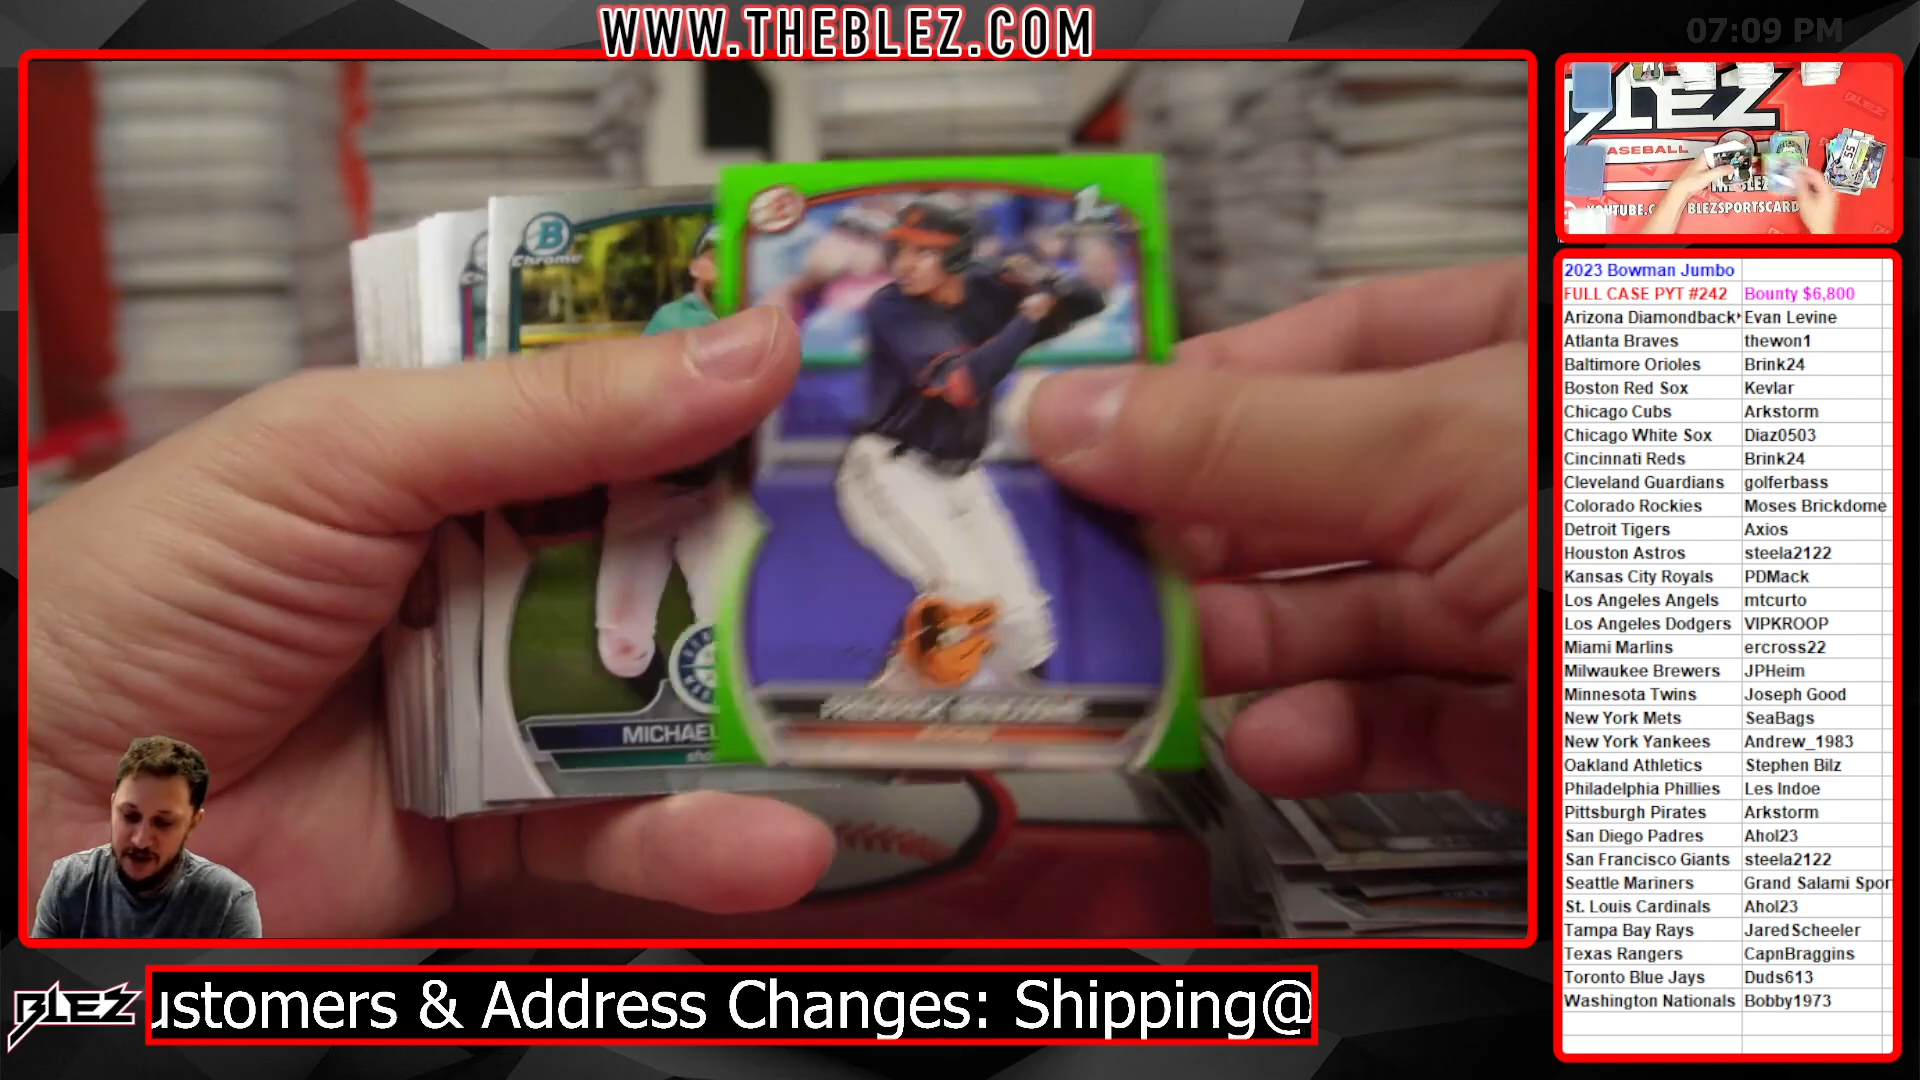 WWW.THEBLEZ.COM
07:09 PM
BLEZ
BASEBALL
THEBLEZ
YOUTUBE.C
BLEZSPORTSCARD
B
Chrome
1st
MICHAEL
2023 Bowman Jumbo
FULL CASE PYT #242 Bounty $6,800
Arizona Diamondback Evan Levine
Atlanta Braves thewon1
Baltimore Orioles Brink24
Boston Red Sox Kevlar
Chicago Cubs Arkstorm
Chicago White Sox Diaz0503
Cincinnati Reds Brink24
Cleveland Guardians golferbass
Colorado Rockies Moses Brickdome
Detroit Tigers Axios
Houston Astros steela2122
Kansas City Royals PDMack
Los Angeles Angels mtcurto
Los Angeles Dodgers VIPKROOP
Miami Marlins ercross22
Milwaukee Brewers JPHeim
Minnesota Twins Joseph Good
New York Mets SeaBags
New York Yankees Andrew_1983
Oakland Athletics Stephen Bilz
Philadelphia Phillies Les Indoe
Pittsburgh Pirates Arkstorm
San Diego Padres Ahol23
San Francisco Giants steela2122
Seattle Mariners Grand Salami Spor
St. Louis Cardinals Ahol23
Tampa Bay Rays JaredScheeler
Texas Rangers CapnBraggins
Toronto Blue Jays Duds613
Washington Nationals Bobby1973
BLEZ
ustomers & Address Changes: Shipping@